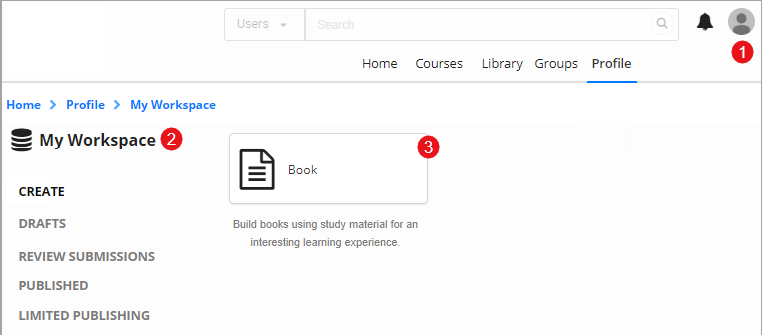 Users Search
1
Home Courses Library Groups Profile
Home Profile My Workspace
My Workspace 2
3
Book
CREATE
Build books using study material for an
interesting learning experience.
DRAFTS
REVIEW SUBMISSIONS
PUBLISHED
LIMITED PUBLISHING